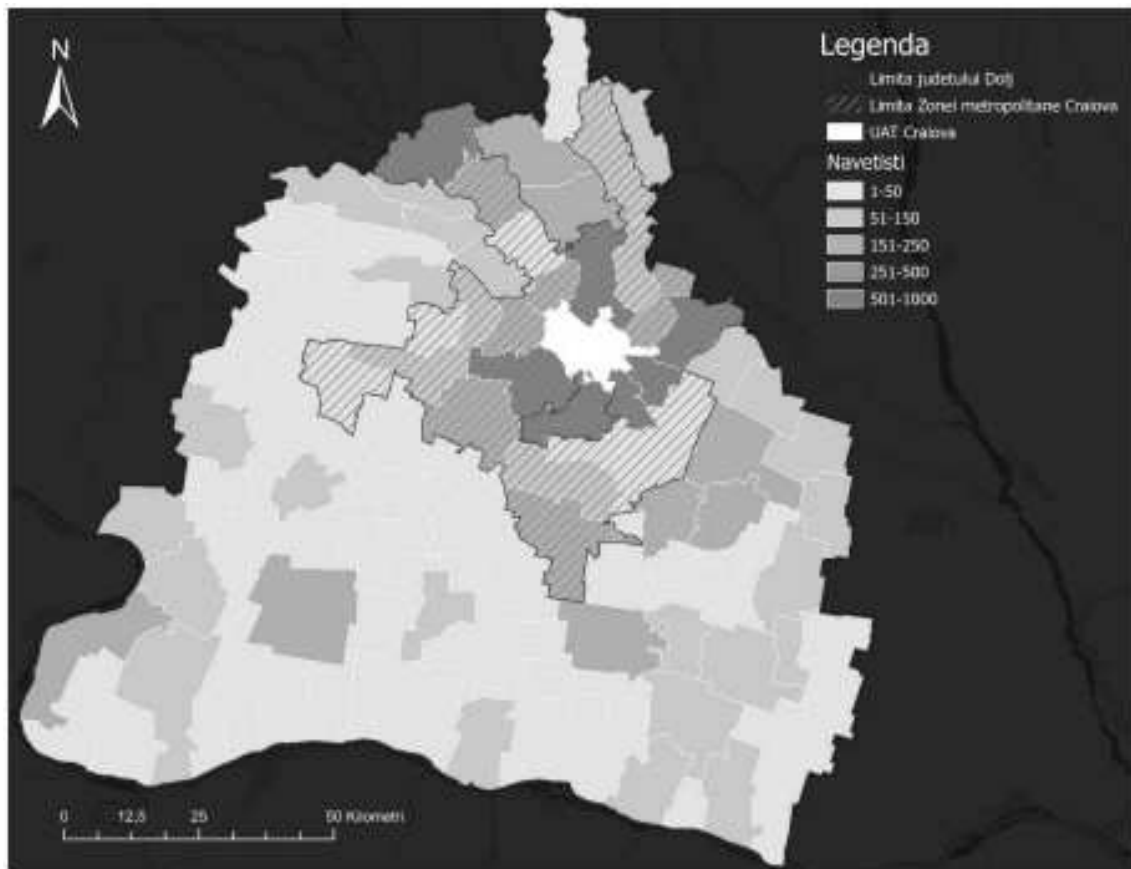 N
Legenda
Limita județului Dolj
Limita Zonei metropolitane Craiova
UAT Craiova
Navetisti
1-50
51-150
151-250
251-500
501-1000
0 12,5 25 50 Kilometri